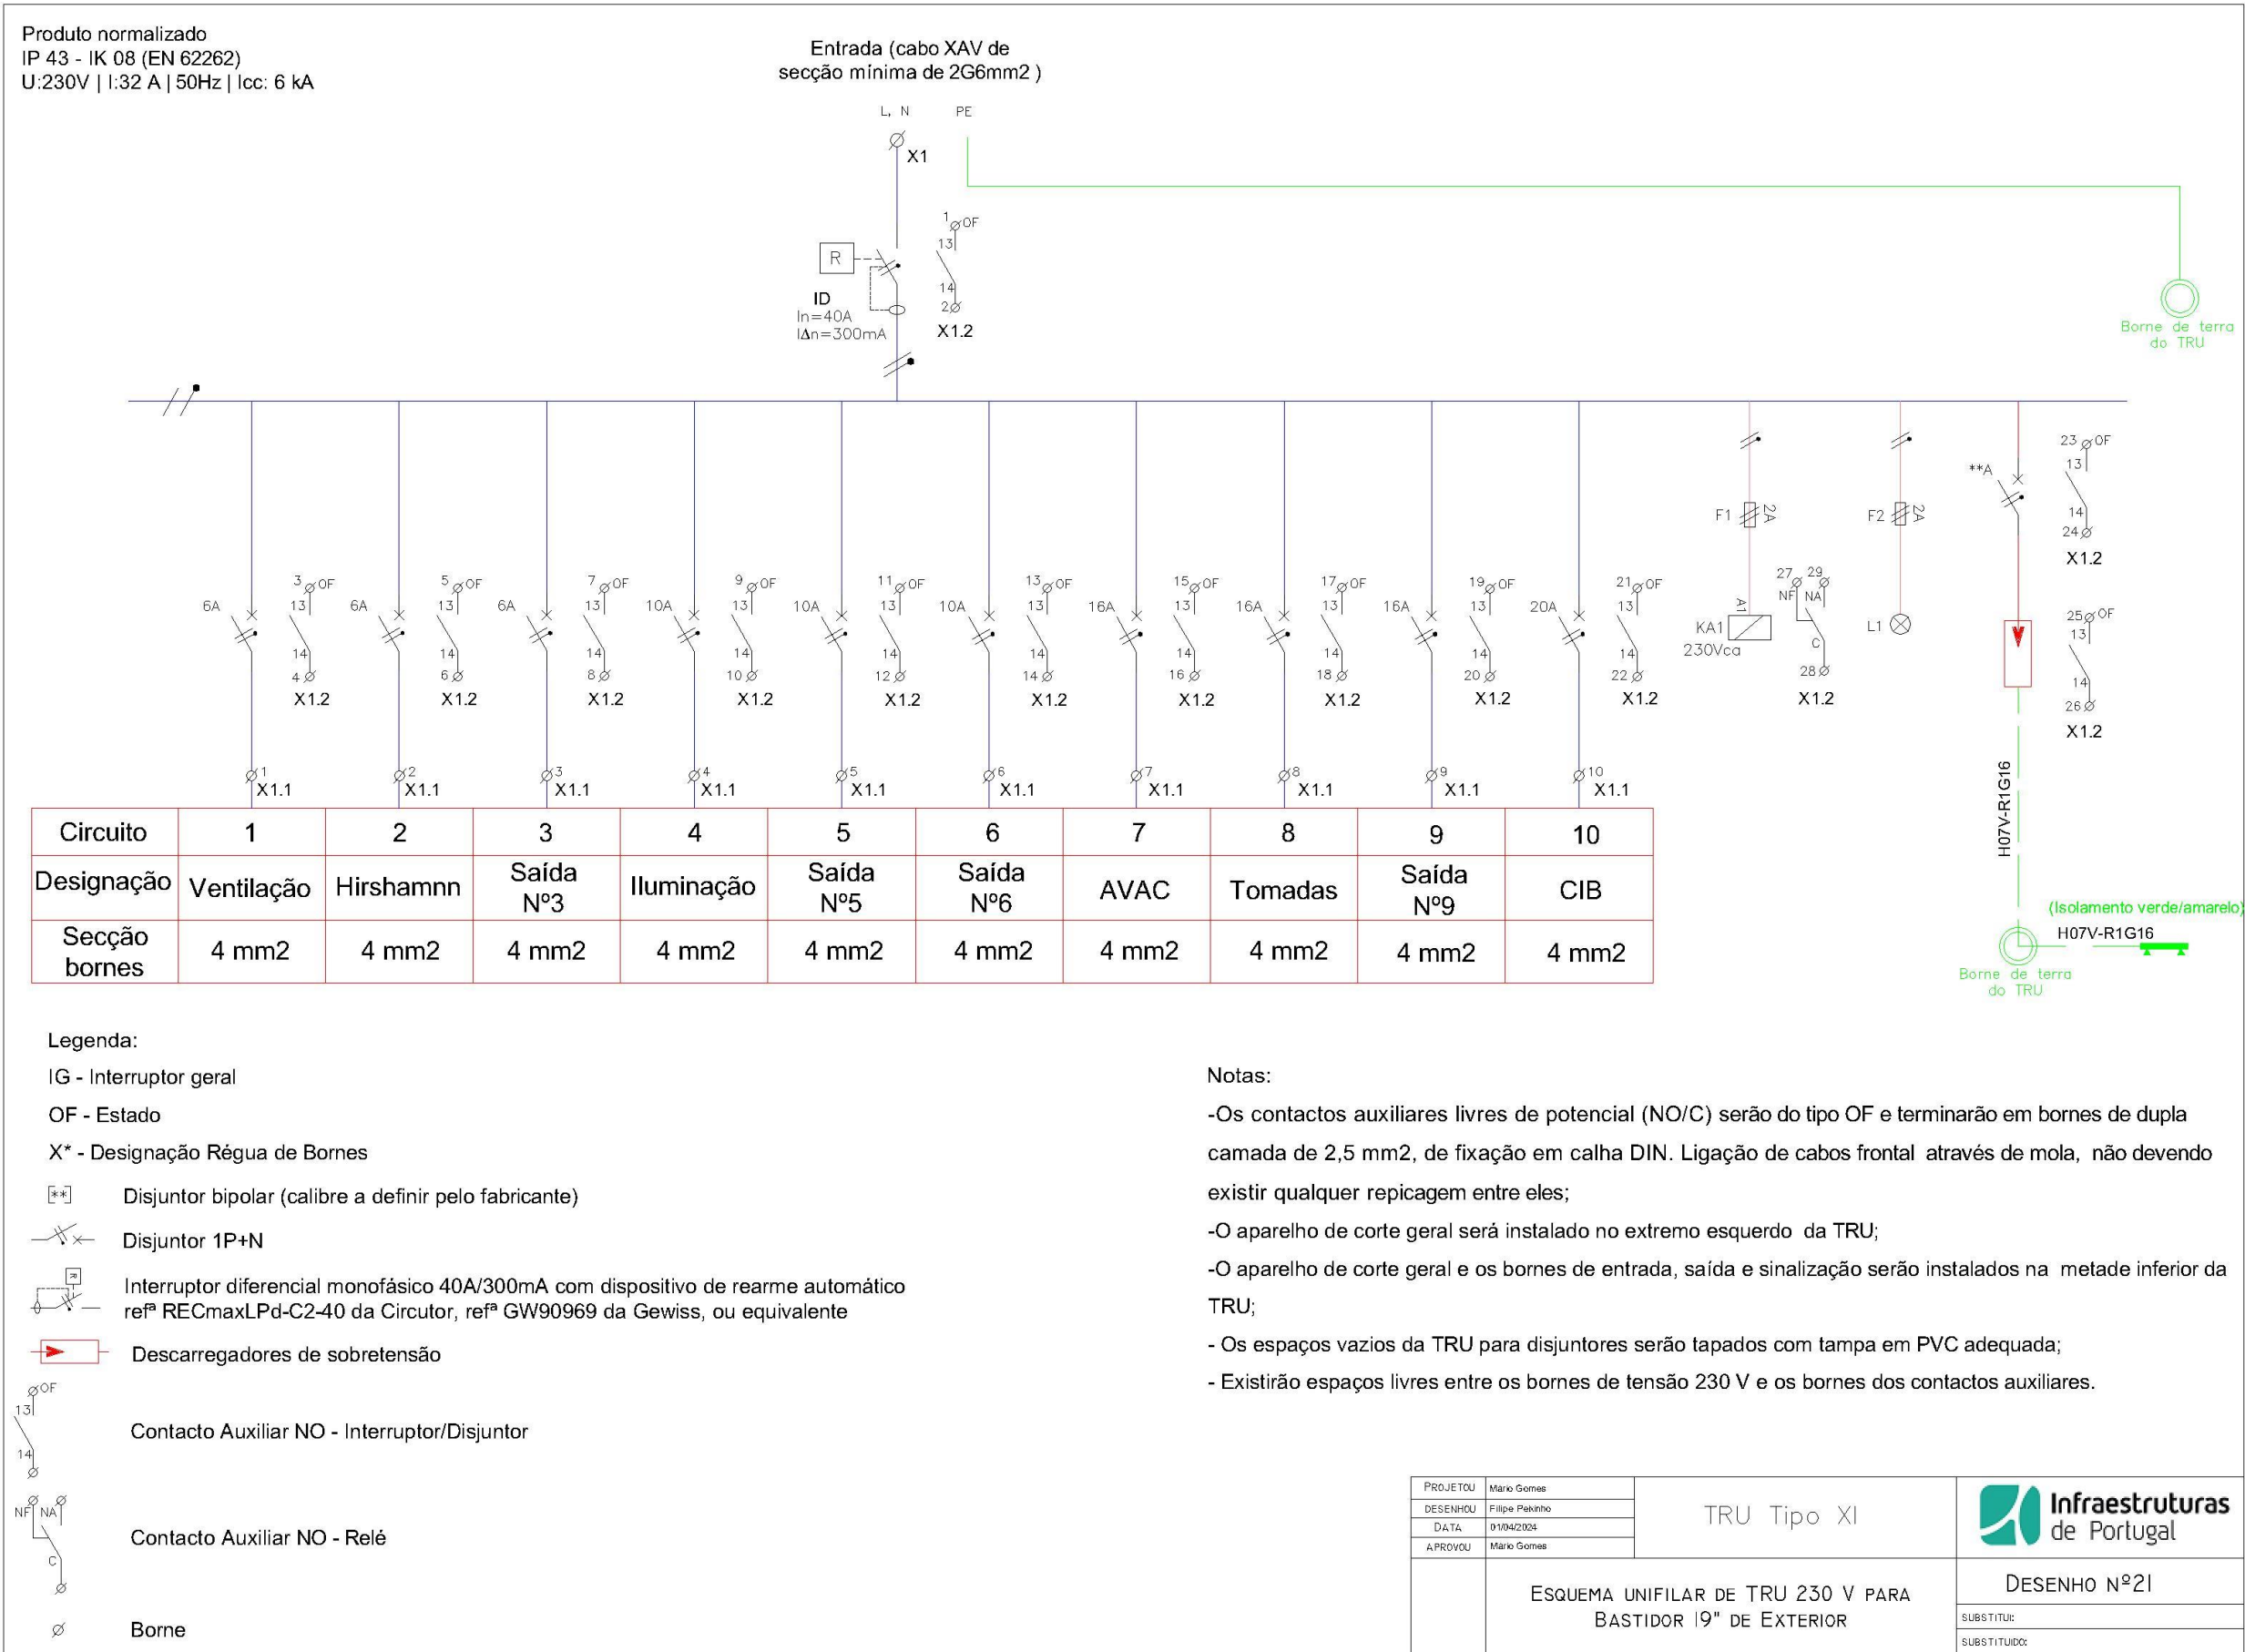 Produto normalizado
IP 43 - IK 08 (EN 62262)
U:230V | I:32 A | 50Hz | Icc: 6 kA
Entrada (cabo XAV de
secção mínima de 2G6mm2 )
L, N PE
X1
1 OF
13
R
14
ID
2
In=40A
X1.2
I∆n=300mA
Borne de terra
do TRU
6A 3 OF 13 14 4 X1.2
6A 5 OF 13 14 6 X1.2
6A 7 OF 13 14 8 X1.2
10A 9 OF 13 14 10 X1.2
10A 11 OF 13 14 12 X1.2
10A 13 OF 13 14 14 X1.2
16A 15 OF 13 14 16 X1.2
16A 17 OF 13 14 18 X1.2
16A 19 OF 13 14 20 X1.2
20A 21 OF 13 14 22 X1.2
F1 2A
A1
KA1
230Vca
27 29
NF NA
C
28
X1.2
F2 2A
L1
**A
23 OF
13
14
24
X1.2
25 OF
13
14
26
X1.2
H07V-R1G16
(Isolamento verde/amarelo)
H07V-R1G16
Borne de terra
do TRU
1 2 3 4 5 6 7 8 9 10
X1.1 X1.1 X1.1 X1.1 X1.1 X1.1 X1.1 X1.1 X1.1 X1.1
Circuito 1 2 3 4 5 6 7 8 9 10
Designação Ventilação Hirshamnn Saída Nº3 Iluminação Saída Nº5 Saída Nº6 AVAC Tomadas Saída Nº9 CIB
Secção bornes 4 mm2 4 mm2 4 mm2 4 mm2 4 mm2 4 mm2 4 mm2 4 mm2 4 mm2 4 mm2
Legenda:
IG - Interruptor geral
OF - Estado
X* - Designação Régua de Bornes
[**] Disjuntor bipolar (calibre a definir pelo fabricante)
Disjuntor 1P+N
R
Interruptor diferencial monofásico 40A/300mA com dispositivo de rearme automático
refª RECmaxLPd-C2-40 da Circutor, refª GW90969 da Gewiss, ou equivalente
Descarregadores de sobretensão
OF
13
Contacto Auxiliar NO - Interruptor/Disjuntor
14
NF NA
Contacto Auxiliar NO - Relé
C
Borne
Notas:
-Os contactos auxiliares livres de potencial (NO/C) serão do tipo OF e terminarão em bornes de dupla
camada de 2,5 mm2, de fixação em calha DIN. Ligação de cabos frontal através de mola, não devendo
existir qualquer repicagem entre eles;
-O aparelho de corte geral será instalado no extremo esquerdo da TRU;
-O aparelho de corte geral e os bornes de entrada, saída e sinalização serão instalados na metade inferior da
TRU;
- Os espaços vazios da TRU para disjuntores serão tapados com tampa em PVC adequada;
- Existirão espaços livres entre os bornes de tensão 230 V e os bornes dos contactos auxiliares.
PROJETOU Mário Gomes
DESENHOU Filipe Peixinho
DATA 01/04/2024
APROVOU Mário Gomes
TRU Tipo XI
Infraestruturas
de Portugal
ESQUEMA UNIFILAR DE TRU 230 V PARA
BASTIDOR 19" DE EXTERIOR
DESENHO Nº21
SUBSTITUI:
SUBSTITUIDO: